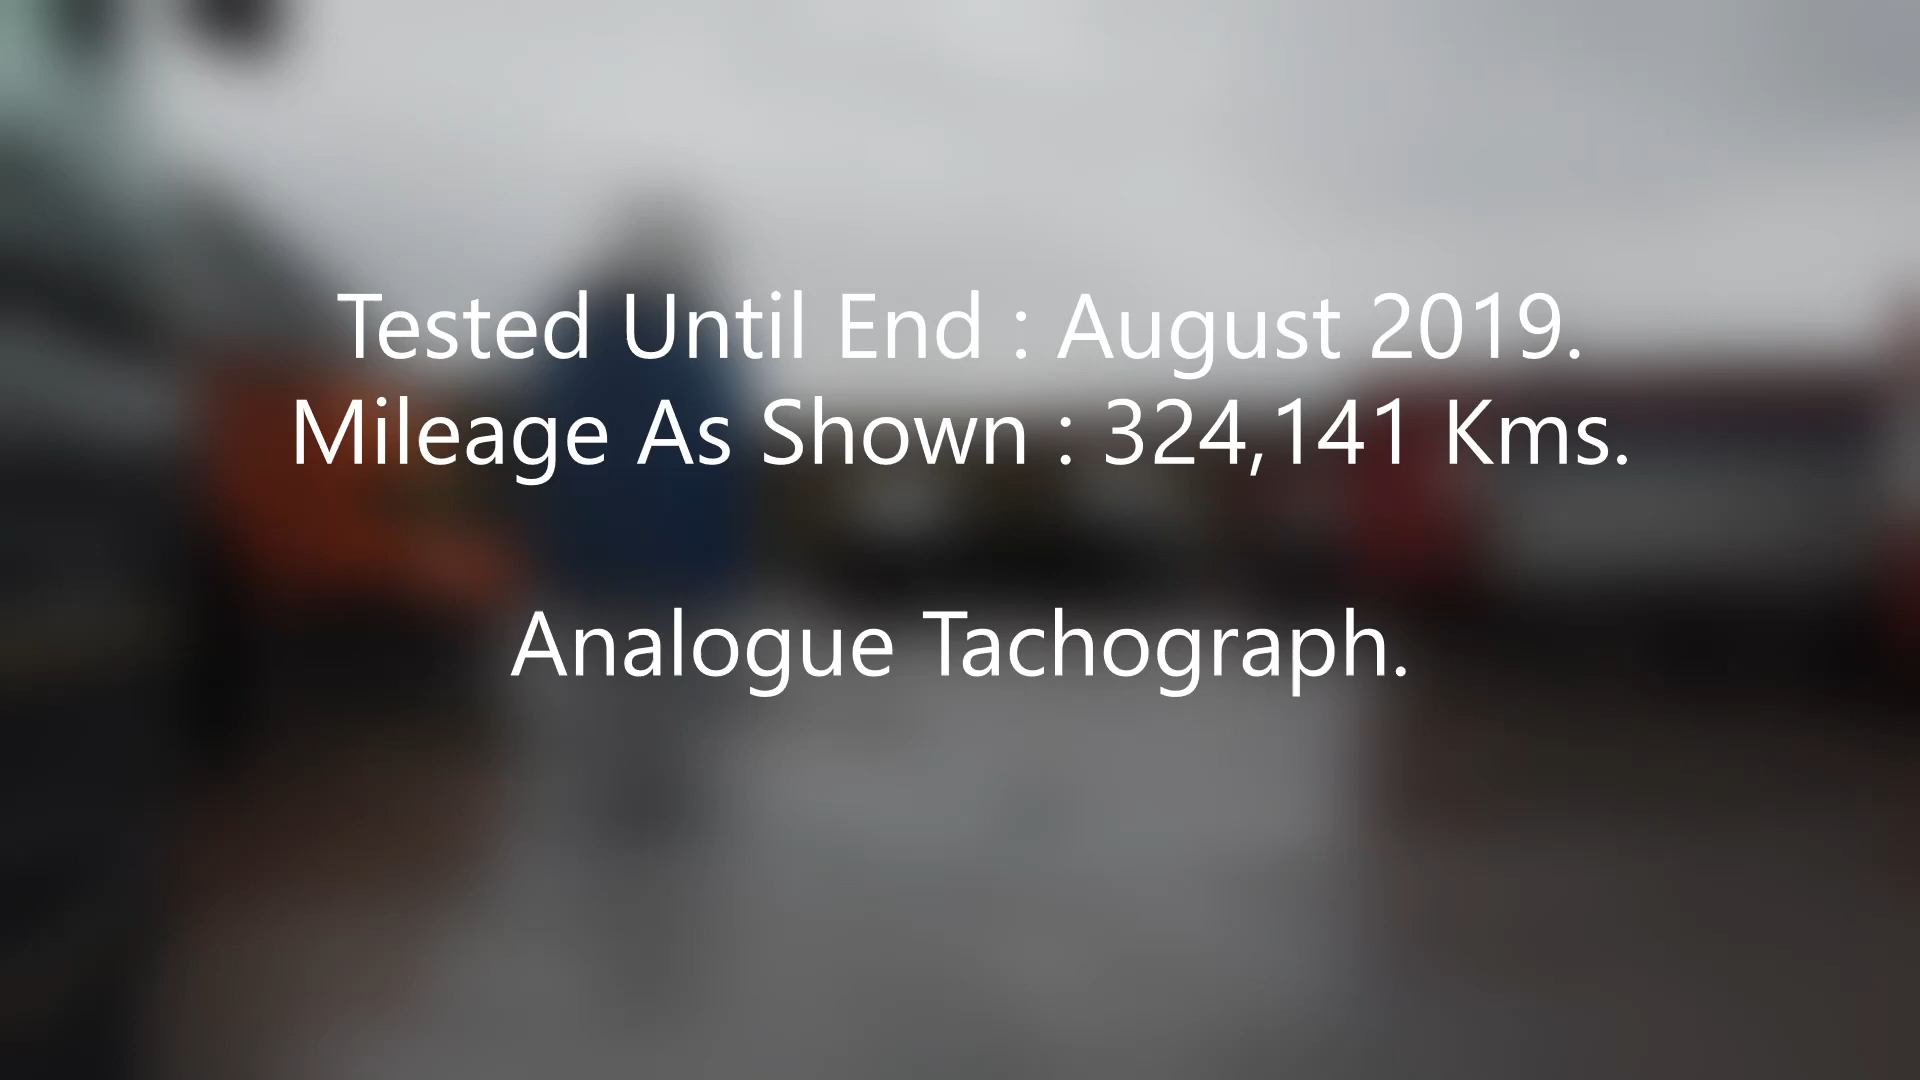 Tested Until End : August 2019.
Mileage As Shown : 324,141 Kms.
Analogue Tachograph.